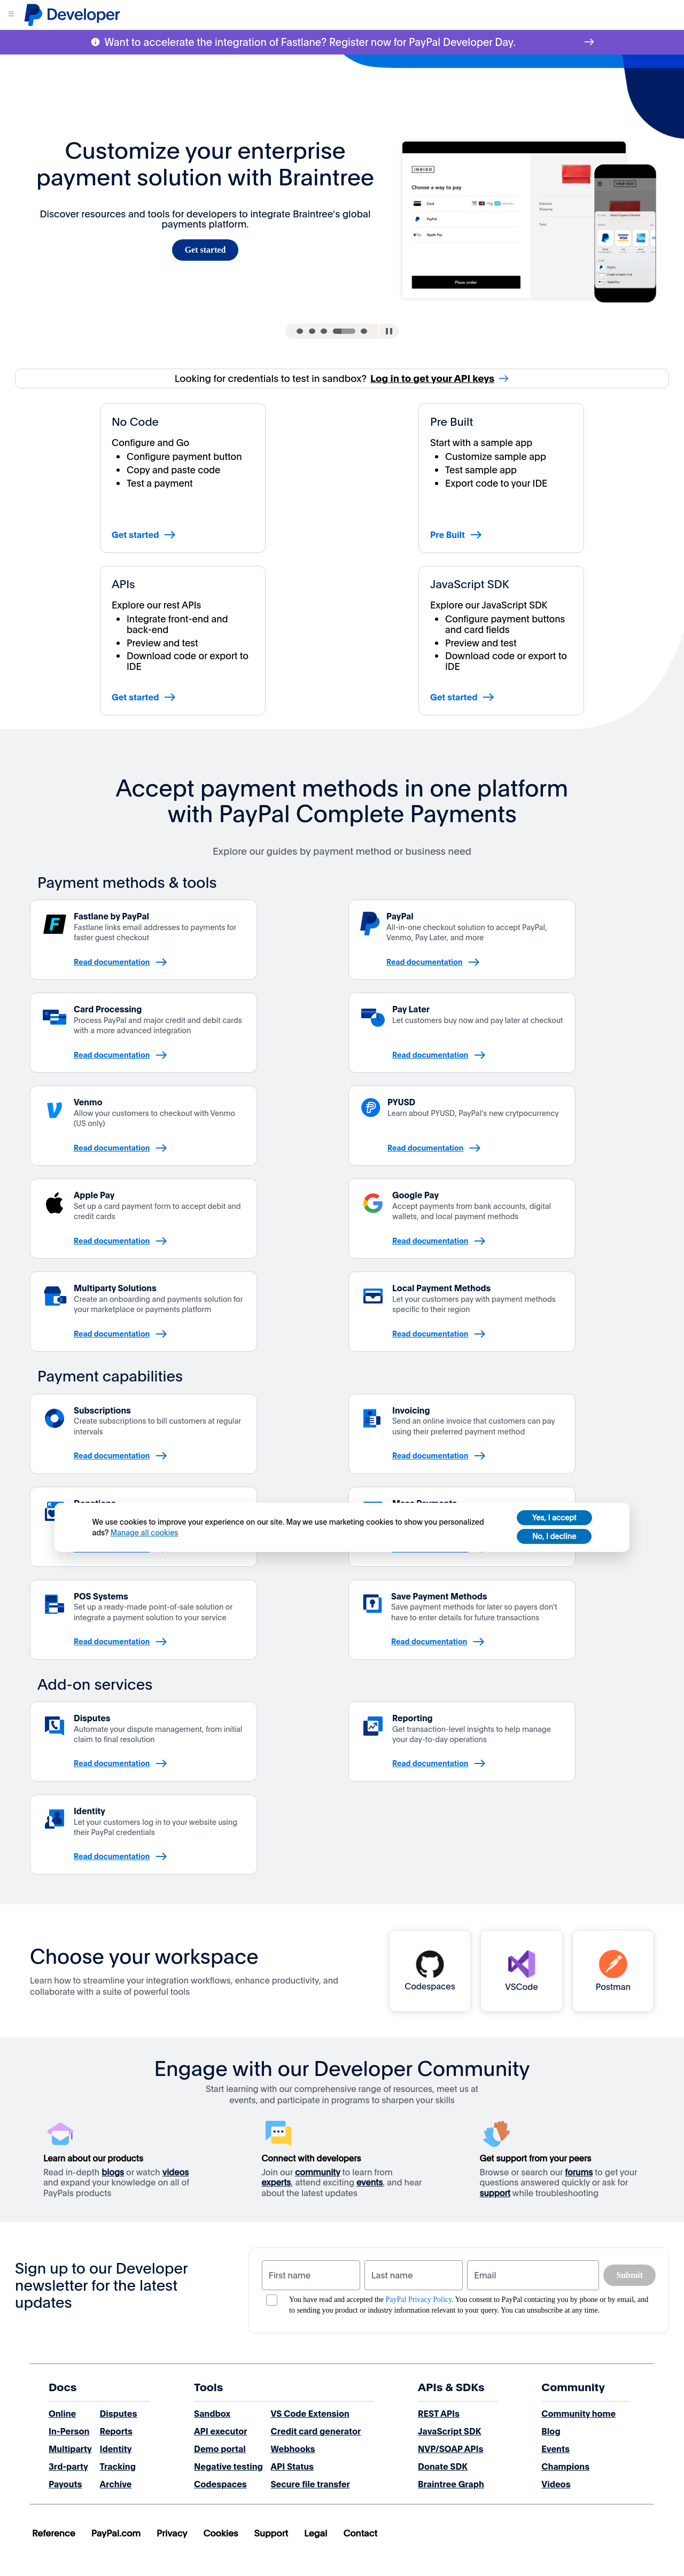 Developer
Want to accelerate the integration of Fastlane? Register now for PayPal Developer Day.
Customize your enterprise
payment solution with Braintree
Discover resources and tools for developers to integrate Braintree's global
payments platform.
Get started
INDIGO
Choose a way to pay
Card
PayPal
Apple Pay
Place order
Subtotal
Shipping
Total
INDIGO
Looking for credentials to test in sandbox? Log in to get your API keys
No Code
Configure and Go
• Configure payment button
• Copy and paste code
• Test a payment
Get started
Pre Built
Start with a sample app
• Customize sample app
• Test sample app
• Export code to your IDE
Pre Built
APIs
Explore our rest APIs
• Integrate front-end and
back-end
• Preview and test
• Download code or export to
IDE
Get started
JavaScript SDK
Explore our JavaScript SDK
• Configure payment buttons
and card fields
• Preview and test
• Download code or export to
IDE
Get started
Accept payment methods in one platform
with PayPal Complete Payments
Explore our guides by payment method or business need
Payment methods & tools
Fastlane by PayPal
Fastlane links email addresses to payments for
faster guest checkout
Read documentation
PayPal
All-in-one checkout solution to accept PayPal,
Venmo, Pay Later, and more
Read documentation
Card Processing
Process PayPal and major credit and debit cards
with a more advanced integration
Read documentation
Pay Later
Let customers buy now and pay later at checkout
Read documentation
Venmo
Allow your customers to checkout with Venmo
(US only)
Read documentation
PYUSD
Learn about PYUSD, PayPal's new crytpocurrency
Read documentation
Apple Pay
Set up a card payment form to accept debit and
credit cards
Read documentation
Google Pay
Accept payments from bank accounts, digital
wallets, and local payment methods
Read documentation
Multiparty Solutions
Create an onboarding and payments solution for
your marketplace or payments platform
Read documentation
Local Payment Methods
Let your customers pay with payment methods
specific to their region
Read documentation
Payment capabilities
Subscriptions
Create subscriptions to bill customers at regular
intervals
Read documentation
Invoicing
Send an online invoice that customers can pay
using their preferred payment method
Read documentation
We use cookies to improve your experience on our site. May we use marketing cookies to show you personalized
ads? Manage all cookies
Yes, I accept
No, I decline
POS Systems
Set up a ready-made point-of-sale solution or
integrate a payment solution to your service
Read documentation
Save Payment Methods
Save payment methods for later so payers don't
have to enter details for future transactions
Read documentation
Add-on services
Disputes
Automate your dispute management, from initial
claim to final resolution
Read documentation
Reporting
Get transaction-level insights to help manage
your day-to-day operations
Read documentation
Identity
Let your customers log in to your website using
their PayPal credentials
Read documentation
Choose your workspace
Learn how to streamline your integration workflows, enhance productivity, and
collaborate with a suite of powerful tools
Codespaces
VSCode
Postman
Engage with our Developer Community
Start learning with our comprehensive range of resources, meet us at
events, and participate in programs to sharpen your skills
Learn about our products
Read in-depth blogs or watch videos
and expand your knowledge on all of
PayPals products
Connect with developers
Join our community to learn from
experts, attend exciting events, and hear
about the latest updates
Get support from your peers
Browse or search our forums to get your
questions answered quickly or ask for
support while troubleshooting
Sign up to our Developer
newsletter for the latest
updates
First name
Last name
Email
Submit
You have read and accepted the PayPal Privacy Policy. You consent to PayPal contacting you by phone or by email, and
to sending you product or industry information relevant to your query. You can unsubscribe at any time.
Docs
Online
In-Person
Multiparty
3rd-party
Payouts
Disputes
Reports
Identity
Tracking
Archive
Tools
Sandbox
API executor
Demo portal
Negative testing
Codespaces
VS Code Extension
Credit card generator
Webhooks
API Status
Secure file transfer
APIs & SDKs
REST APIs
JavaScript SDK
NVP/SOAP APIs
Donate SDK
Braintree Graph
Community
Community home
Blog
Events
Champions
Videos
Reference
PayPal.com
Privacy
Cookies
Support
Legal
Contact